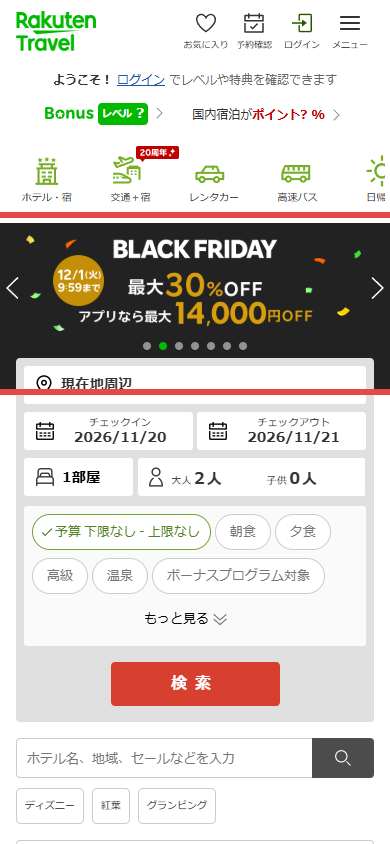 Rakuten
Travel
お気に入り 予約確認 ログイン メニュー
ようこそ！ ログイン でレベルや特典を確認できます
Bonus レベル ? 国内宿泊がポイント? %
20周年
ホテル・宿 交通＋宿 レンタカー 高速バス 日帰
BLACK FRIDAY
12/1(火)
9:59まで
最大30%OFF
アプリなら最大14,000円OFF
現在地周辺
チェックイン チェックアウト
2026/11/20 2026/11/21
1部屋 大人 2人 子供 0人
予算 下限なし - 上限なし 朝食 夕食
高級 温泉 ボーナスプログラム対象
もっと見る
検索
ホテル名、地域、セールなどを入力
ディズニー 紅葉 グランピング